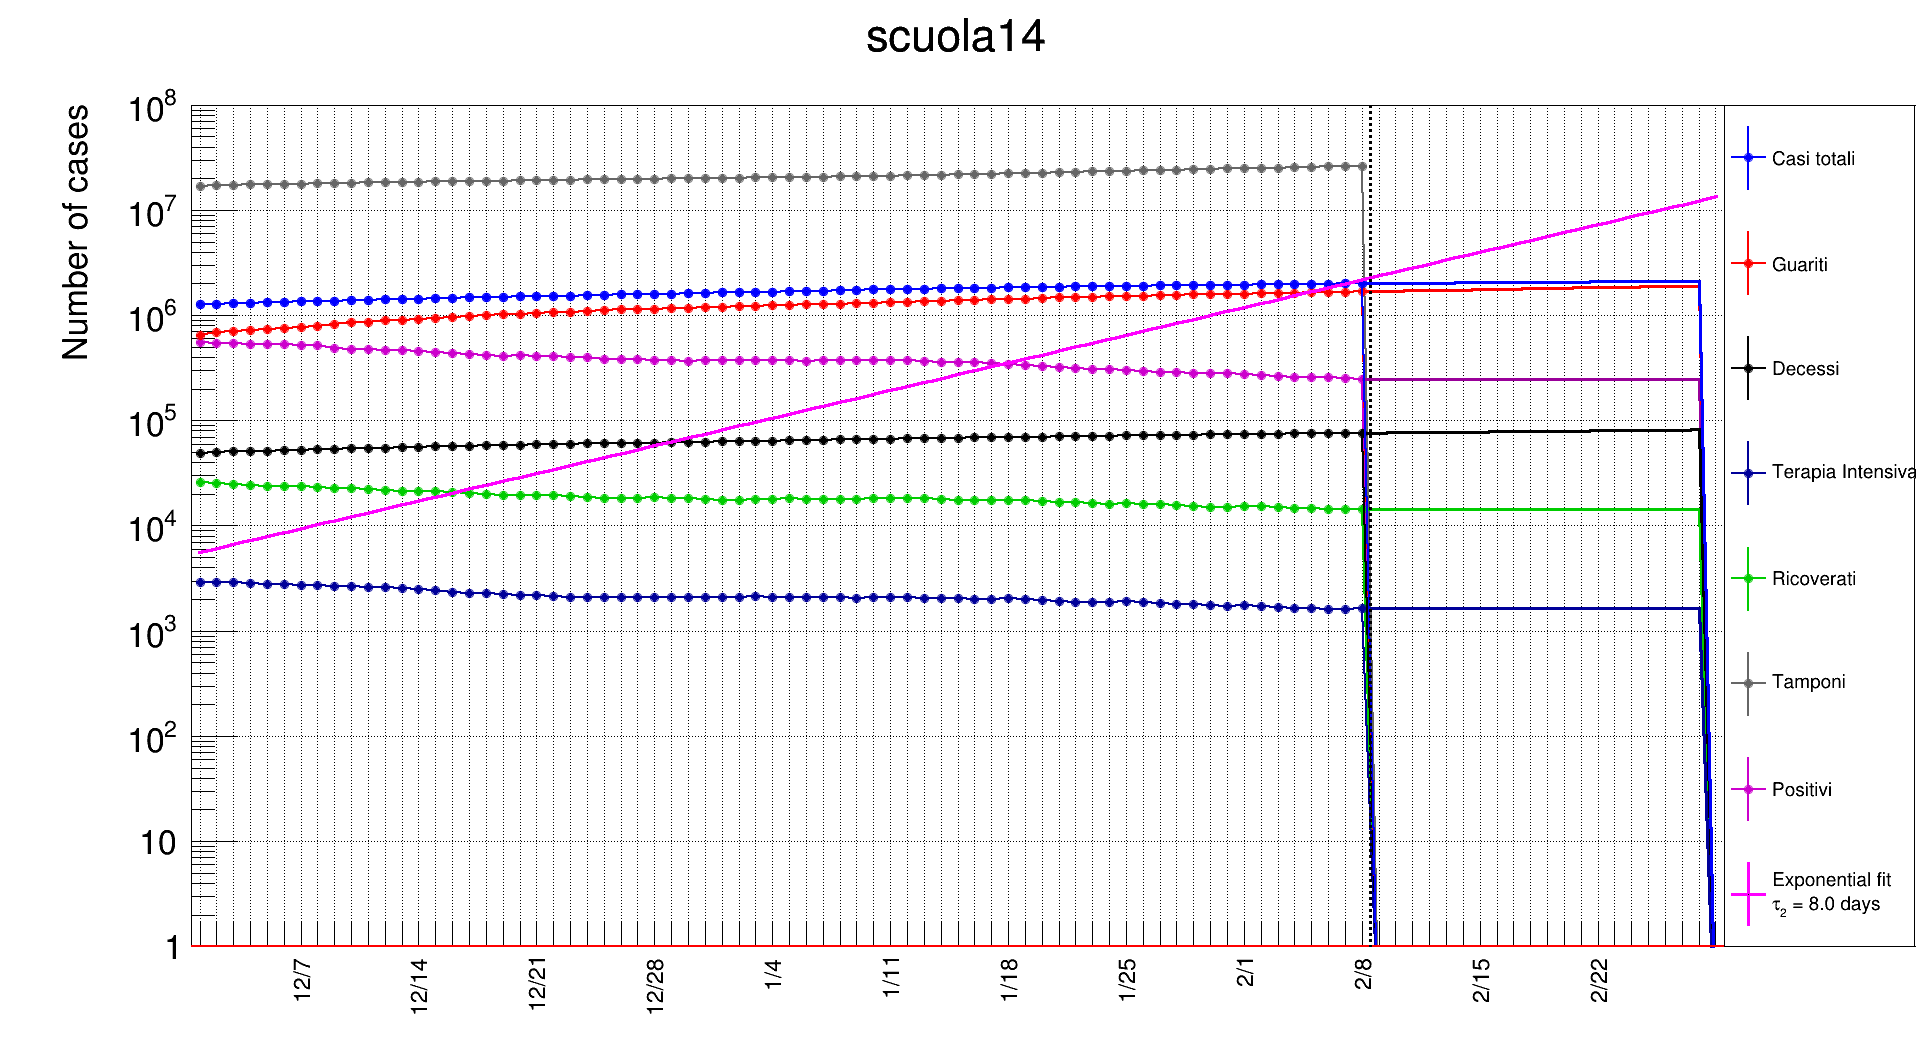 scuola14
Number of cases
10^8
10^7
10^6
10^5
10^4
10^3
10^2
10
1
12/7
12/14
12/21
12/28
1/4
1/11
1/18
1/25
2/1
2/8
2/15
2/22
Casi totali
Guariti
Decessi
Terapia Intensiva
Ricoverati
Tamponi
Positivi
Exponential fit
τ_2 = 8.0 days